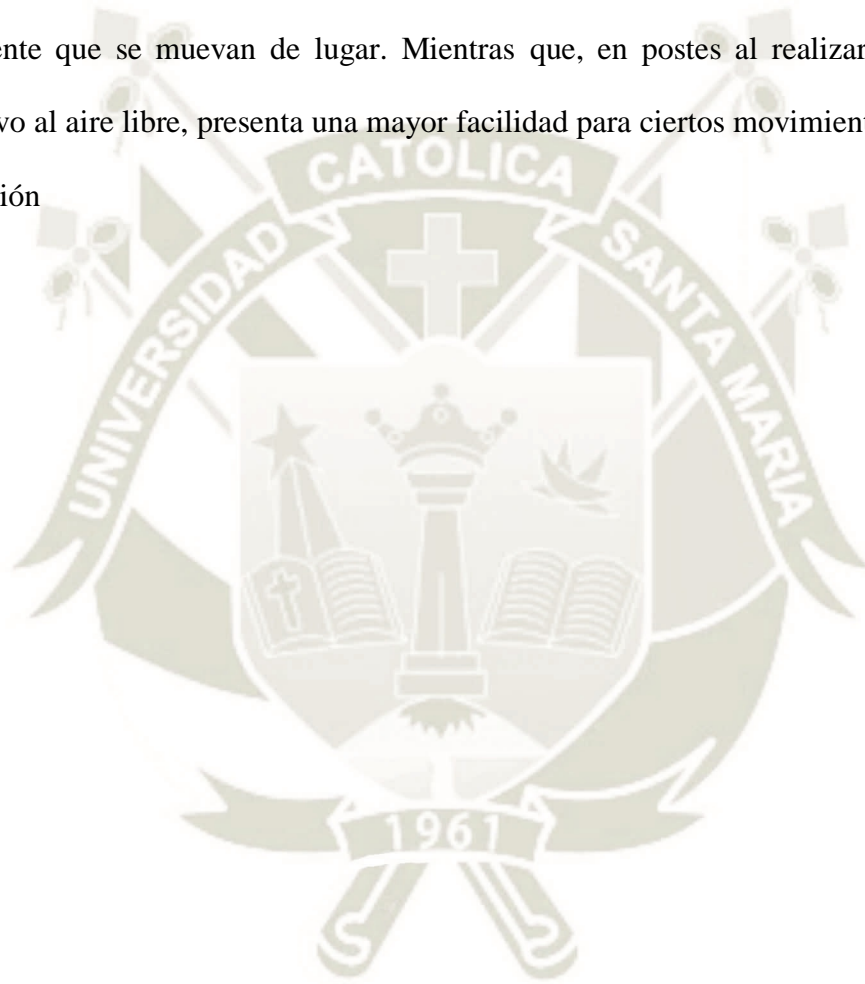 ente que se muevan de lugar. Mientras que, en postes al realizar
vo al aire libre, presenta una mayor facilidad para ciertos movimient
ión
UNIVERSIDAD CATOLICA SANTA MARIA
1961